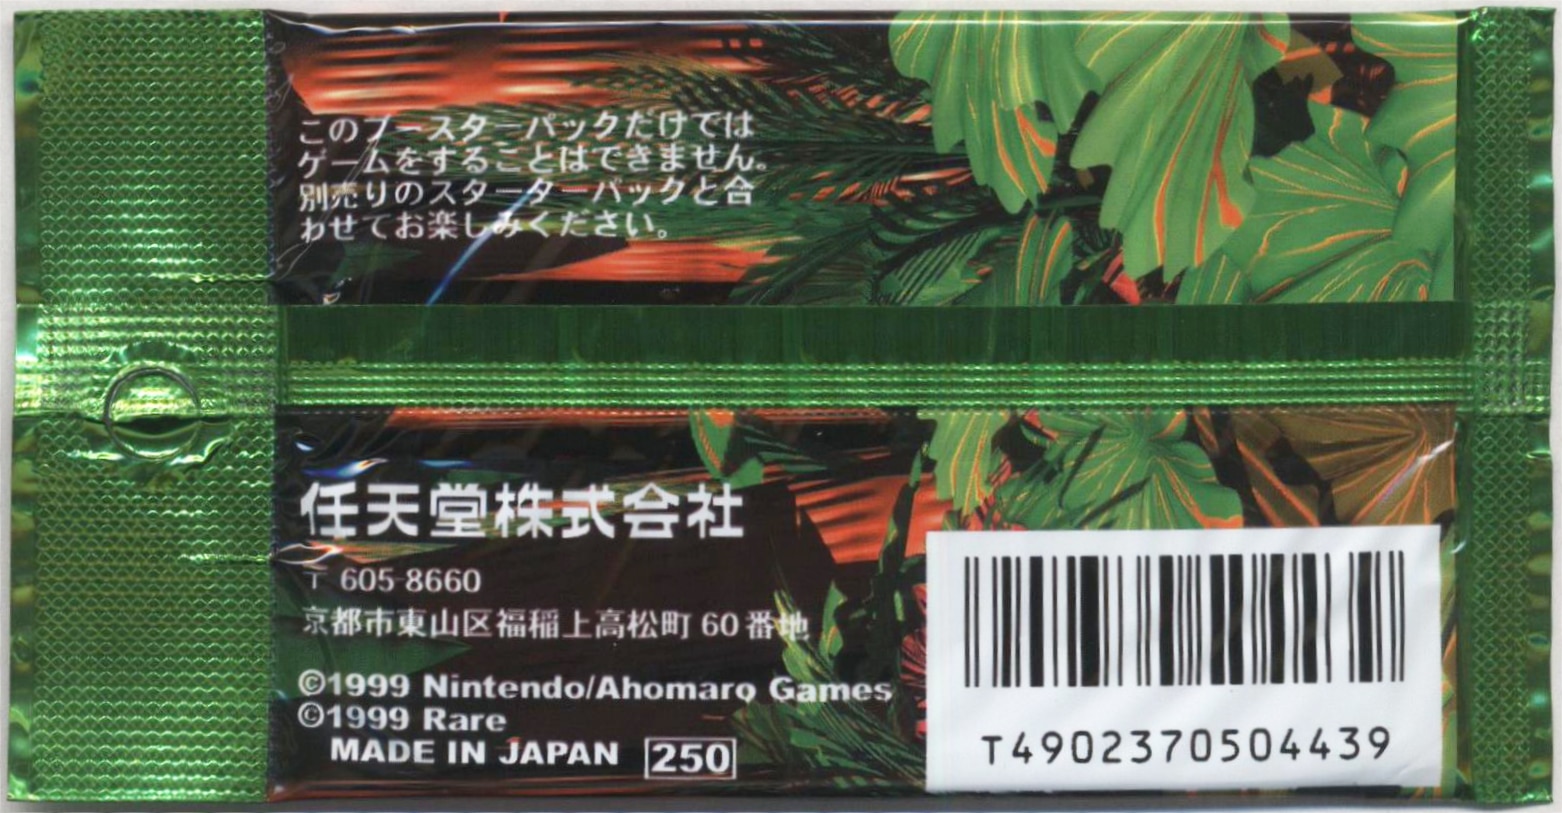 このブースターパックだけでは
ゲームをすることはできません。
別売りのスターターパックと合
わせてお楽しみください。
任天堂株式会社
〒605-8660
京都市東山区福稲上高松町60番地
©1999 Nintendo/Ahomaro Games
©1999 Rare
MADE IN JAPAN 250
T4902370504439